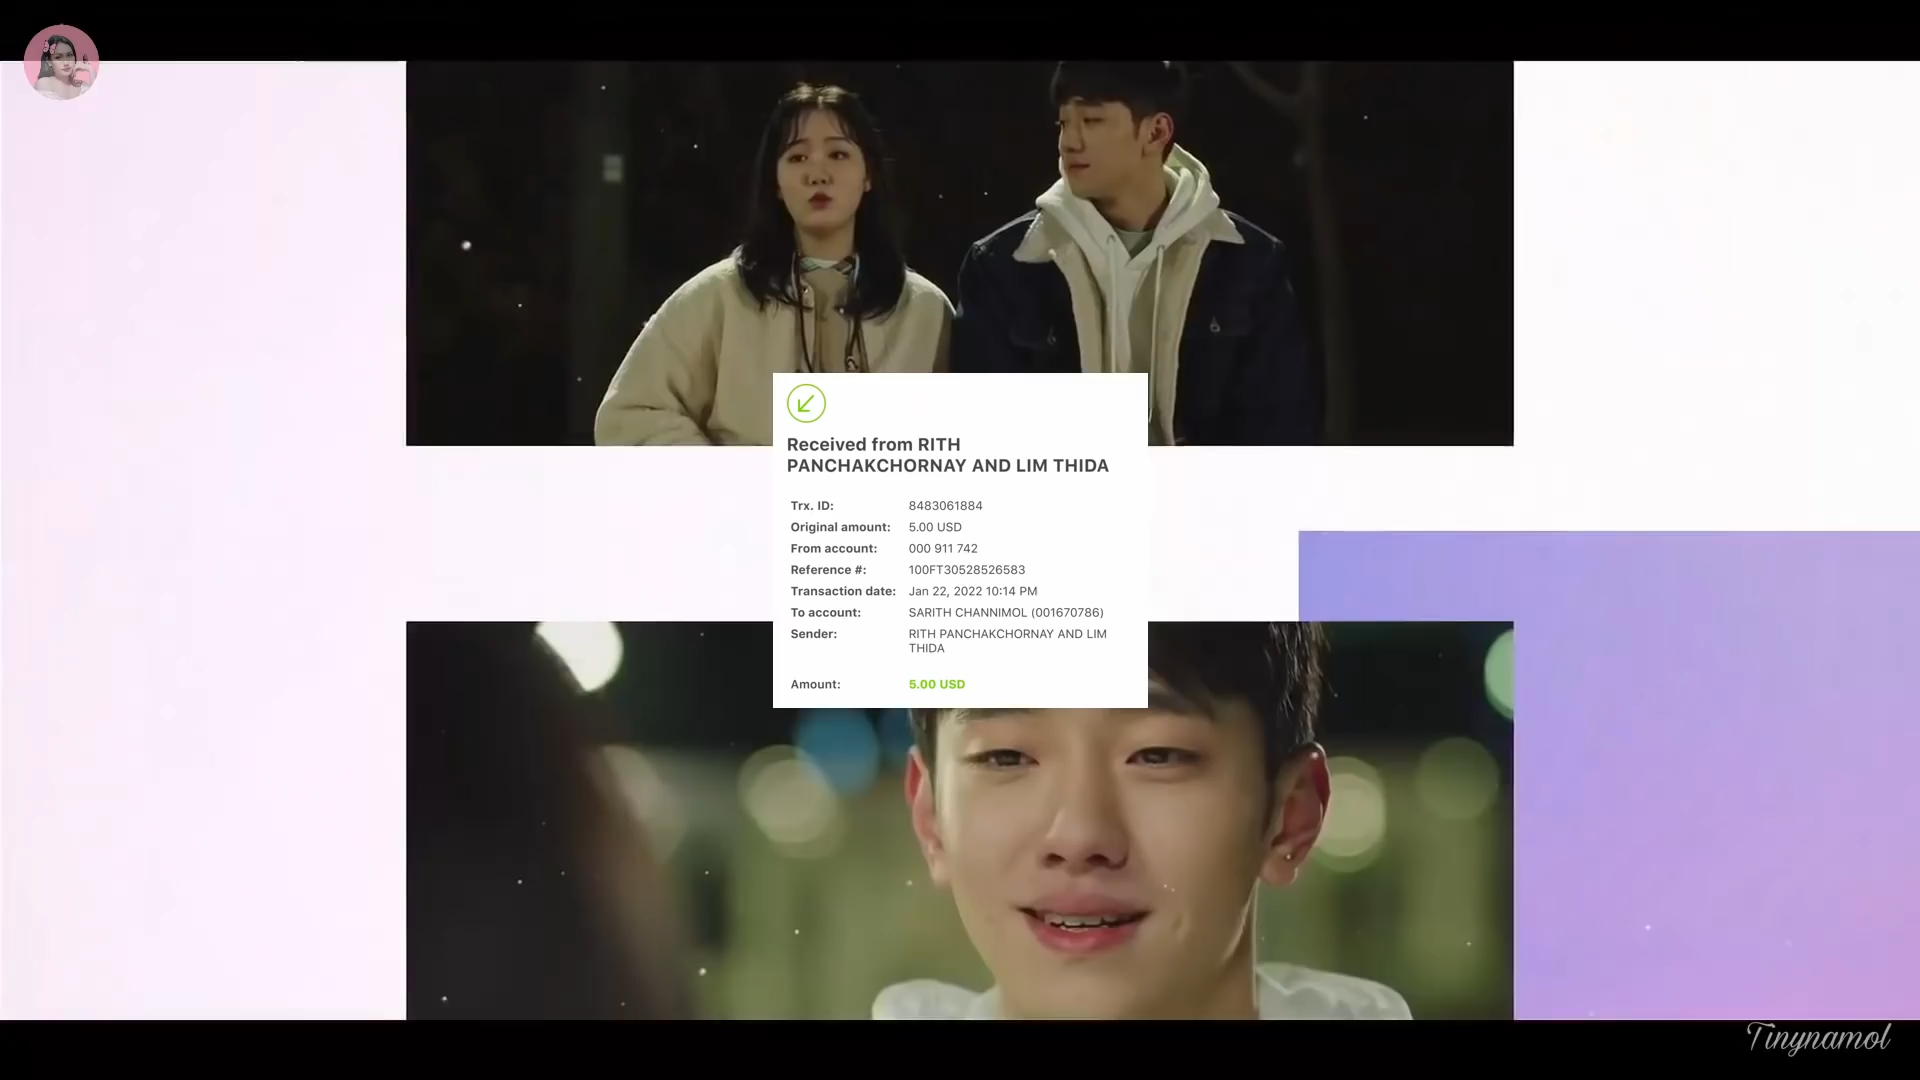 Received from RITH
PANCHAKCHORNAY AND LIM THIDA
Trx. ID: 8483061884
Original amount: 5.00 USD
From account: 000 911 742
Reference #: 100FT30528526583
Transaction date: Jan 22, 2022 10:14 PM
To account: SARITH CHANNIMOL (001670786)
Sender: RITH PANCHAKCHORNAY AND LIM
THIDA
Amount: 5.00 USD
Tinynamol